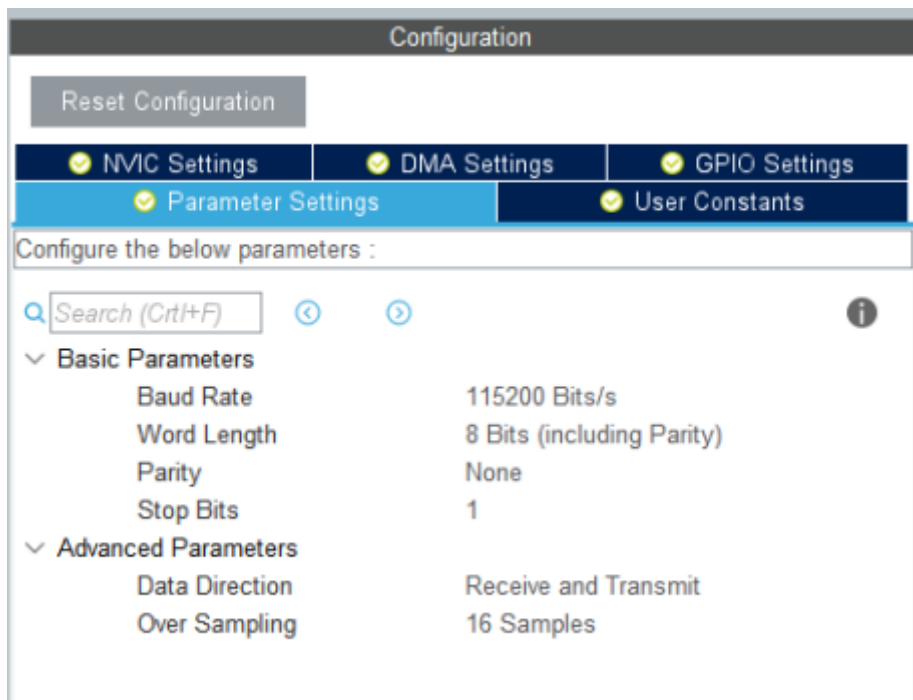 Configuration
Reset Configuration
NVIC Settings DMA Settings GPIO Settings
Parameter Settings User Constants
Configure the below parameters :
Search (Crtl+F)
Basic Parameters
Baud Rate 115200 Bits/s
Word Length 8 Bits (including Parity)
Parity None
Stop Bits 1
Advanced Parameters
Data Direction Receive and Transmit
Over Sampling 16 Samples